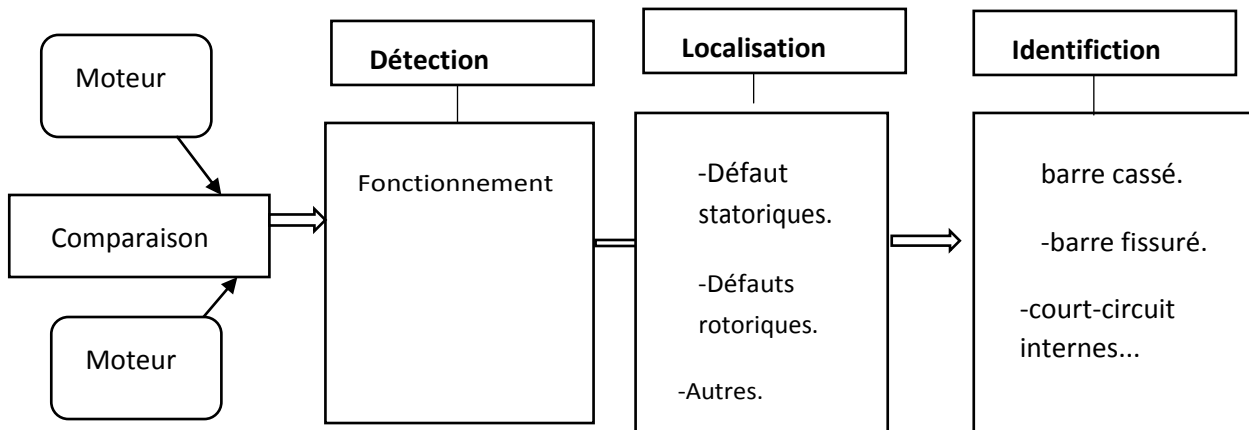 Moteur
Comparaison
Moteur
Détection
Fonctionnement
Localisation
-Défaut
statoriques.
-Défauts
rotoriques.
-Autres.
Identifiction
barre cassé.
-barre fissuré.
-court-circuit
internes...